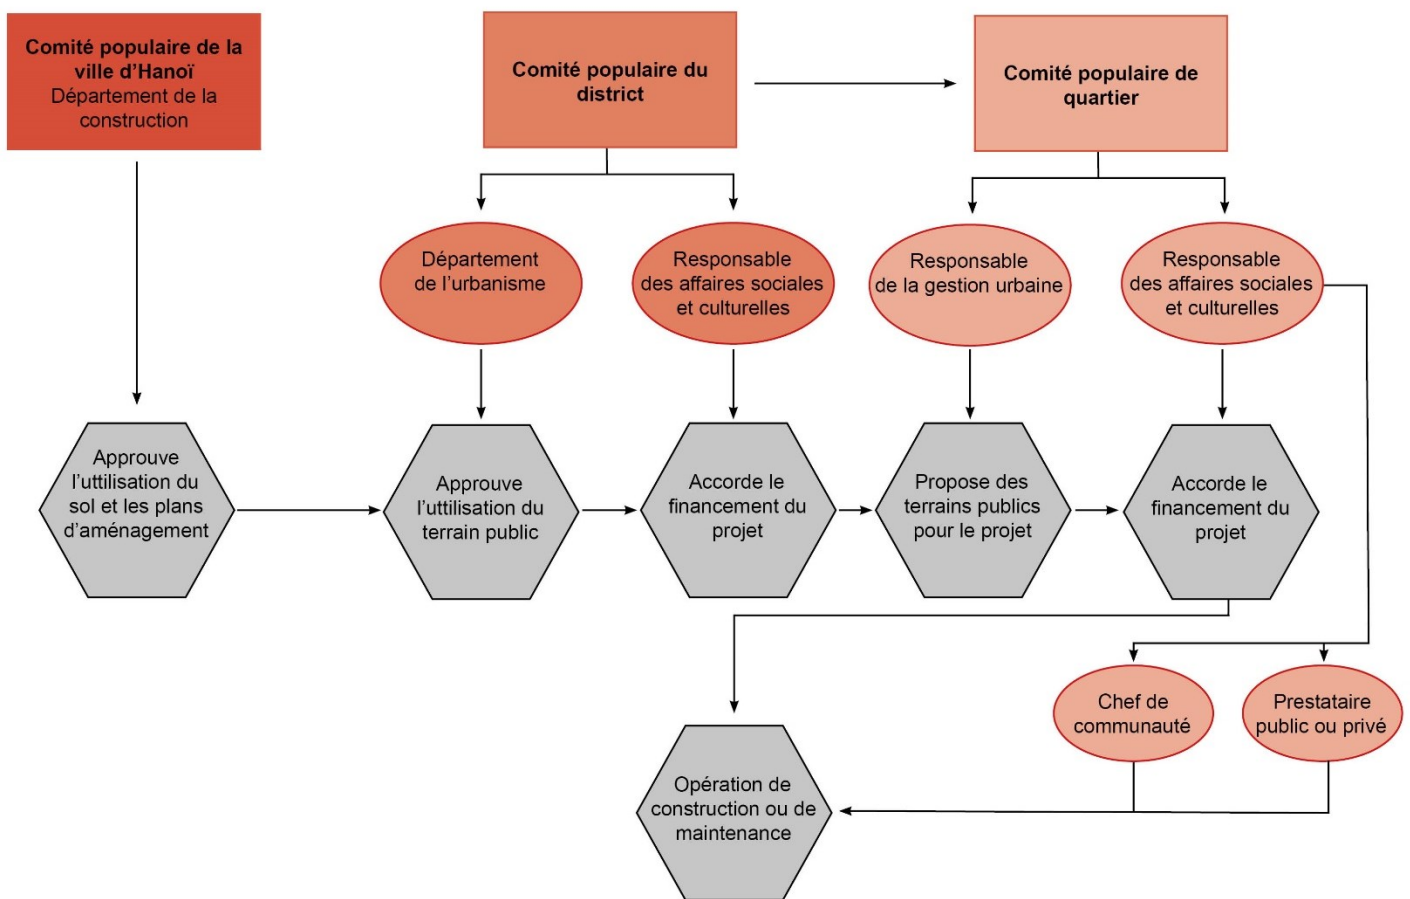 Comité populaire de la
ville d'Hanoï
Département de la
construction
Comité populaire du
district
Comité populaire de
quartier
Département
de l'urbanisme
Responsable
des affaires sociales
et culturelles
Responsable
de la gestion urbaine
Responsable
des affaires sociales
et culturelles
Approuve
l'uttilisation du
sol et les plans
d'aménagement
Approuve
l'uttilisation du
terrain public
Accorde le
financement du
projet
Propose des
terrains publics
pour le projet
Accorde le
financement du
projet
Chef de
communauté
Prestataire
public ou privé
Opération de
construction ou de
maintenance